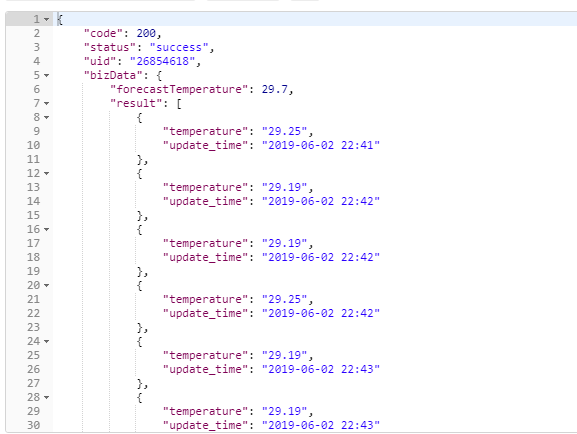 1 {
2 "code": 200,
3 "status": "success",
4 "uid": "26854618",
5 "bizData": {
6 "forecastTemperature": 29.7,
7 "result": [
8 {
9 "temperature": "29.25",
10 "update_time": "2019-06-02 22:41"
11 },
12 {
13 "temperature": "29.19",
14 "update_time": "2019-06-02 22:42"
15 },
16 {
17 "temperature": "29.19",
18 "update_time": "2019-06-02 22:42"
19 },
20 {
21 "temperature": "29.25",
22 "update_time": "2019-06-02 22:42"
23 },
24 {
25 "temperature": "29.19",
26 "update_time": "2019-06-02 22:43"
27 },
28 {
29 "temperature": "29.19",
30 "update_time": "2019-06-02 22:43"